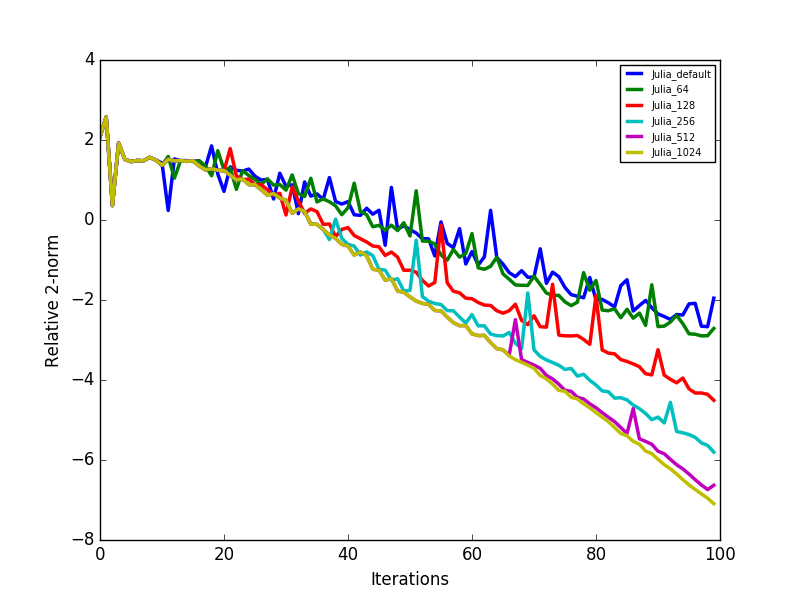 4
2
0
−2
−4
−6
−8
0 20 40 60 80 100
Relative 2-norm
Iterations
Julia_default
Julia_64
Julia_128
Julia_256
Julia_512
Julia_1024